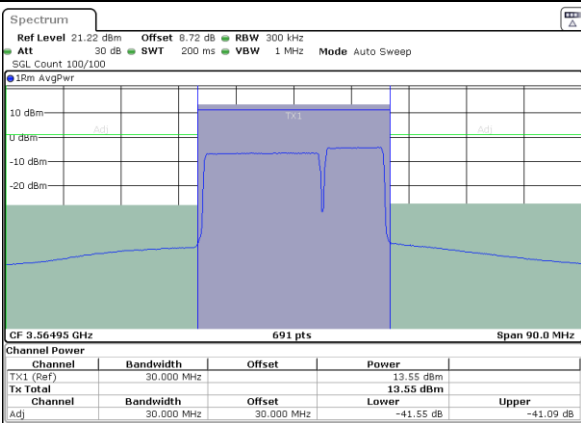 Spectrum
Ref Level 21.22 dBm Offset 8.72 dB RBW 300 kHz
Att 30 dB SWT 200 ms VBW 1 MHz Mode Auto Sweep
SGL Count 100/100
1Rm AvgPwr
10 dBm
TX1
Adj Adj
0 dBm
-10 dBm
-20 dBm
CF 3.56495 GHz 691 pts Span 90.0 MHz
Channel Power
Channel Bandwidth Offset Power
TX1 (Ref) 30.000 MHz 13.55 dBm
Tx Total 13.55 dBm
Channel Bandwidth Offset Lower Upper
Adj 30.000 MHz 30.000 MHz -41.55 dB -41.09 dB